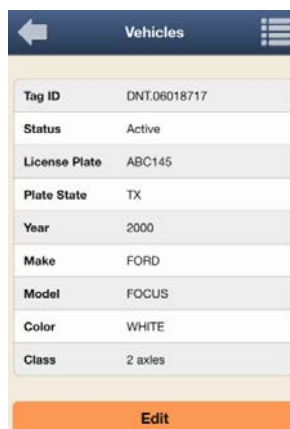 Vehicles
Tag ID DNT.06018717
Status Active
License Plate ABC145
Plate State TX
Year 2000
Make FORD
Model FOCUS
Color WHITE
Class 2 axles
Edit